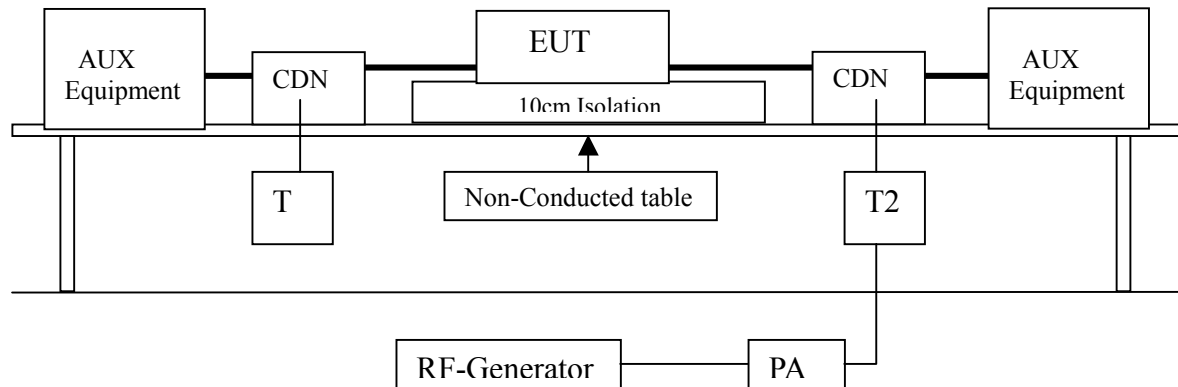 AUX
Equipment
CDN
EUT
10cm Isolation
CDN
AUX
Equipment
T
Non-Conducted table
T2
RF-Generator
PA